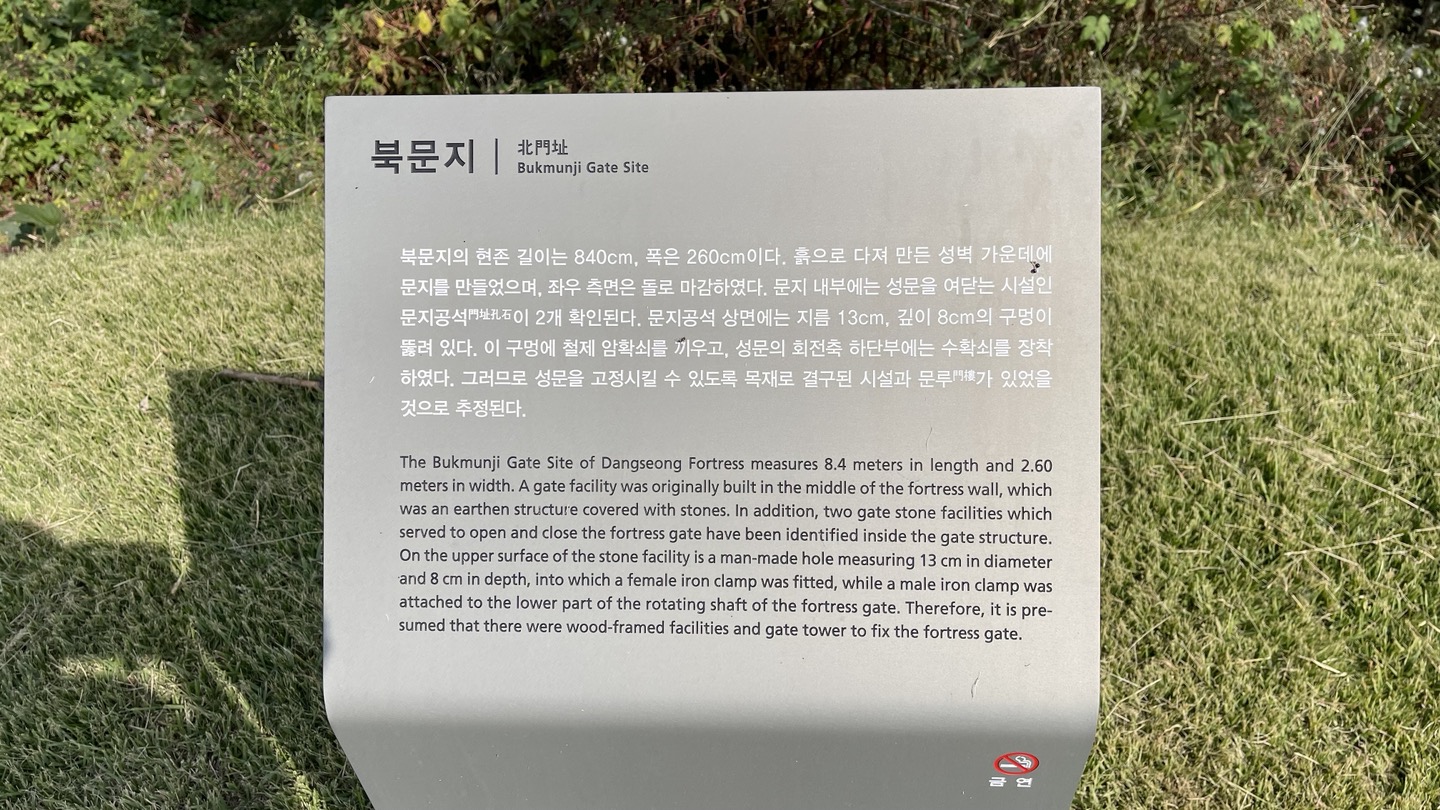 북문지 | 北門址
Bukmunji Gate Site
북문지의 현존 길이는 840cm, 폭은 260cm이다. 흙으로 다져 만든 성벽 가운데에
문지를 만들었으며, 좌우 측면은 돌로 마감하였다. 문지 내부에는 성문을 여닫는 시설인
문지공석門址孔石이 2개 확인된다. 문지공석 상면에는 지름 13cm, 깊이 8cm의 구멍이
뚫려 있다. 이 구멍에 철제 암확쇠를 끼우고, 성문의 회전축 하단부에는 수확쇠를 장착
하였다. 그러므로 성문을 고정시킬 수 있도록 목재로 결구된 시설과 문루門樓가 있었을
것으로 추정된다.
The Bukmunji Gate Site of Dangseong Fortress measures 8.4 meters in length and 2.60
meters in width. A gate facility was originally built in the middle of the fortress wall, which
was an earthen structure covered with stones. In addition, two gate stone facilities which
served to open and close the fortress gate have been identified inside the gate structure.
On the upper surface of the stone facility is a man-made hole measuring 13 cm in diameter
and 8 cm in depth, into which a female iron clamp was fitted, while a male iron clamp was
attached to the lower part of the rotating shaft of the fortress gate. Therefore, it is pre-
sumed that there were wood-framed facilities and gate tower to fix the fortress gate.
금연